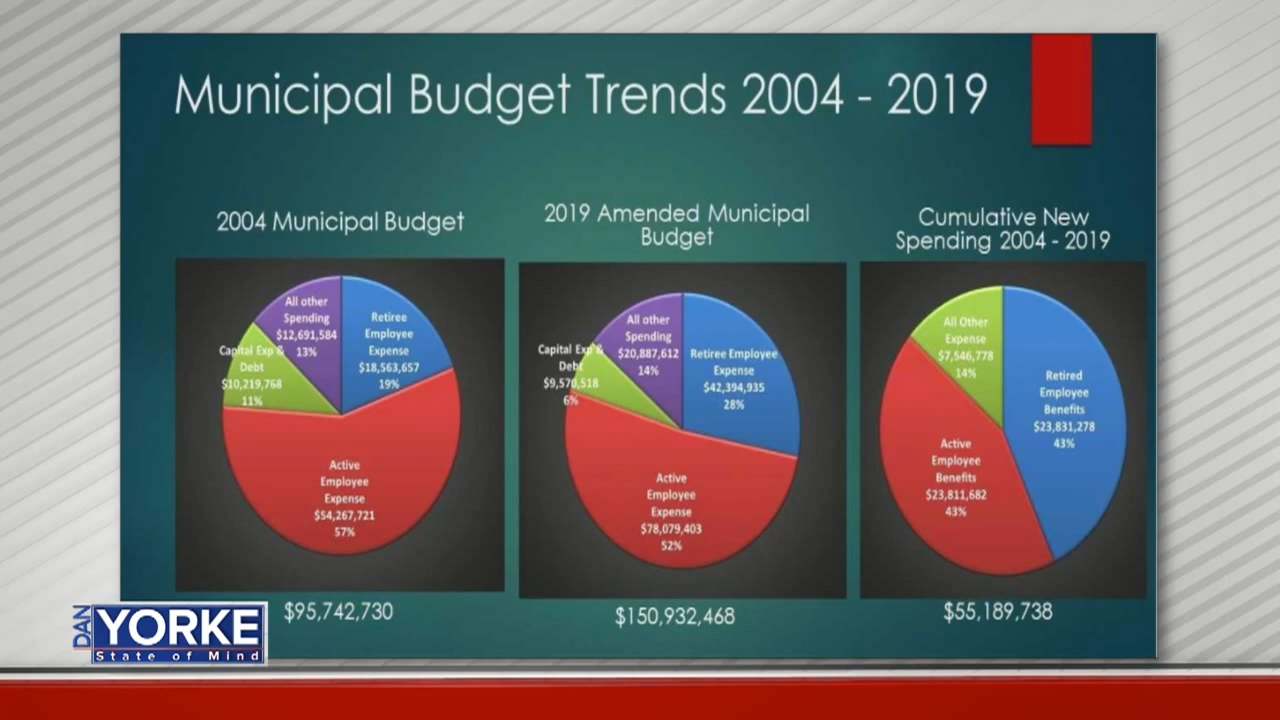 Municipal Budget Trends 2004 - 2019
2004 Municipal Budget
All other
Spending
$12,691,584
13%
Retiree
Employee
Expense
$18,563,657
19%
Capital Exp &
Debt
$10,219,768
11%
Active
Employee
Expense
$54,267,721
57%
$95,742,730
2019 Amended Municipal
Budget
All other
Spending
$20,887,612
14%
Retiree Employee
Expense
$42,394,935
28%
Capital Exp &
Debt
$9,570,518
6%
Active
Employee
Expense
$78,079,403
52%
$150,932,468
Cumulative New
Spending 2004 - 2019
All Other
Expense
$7,546,778
14%
Retired
Employee
Benefits
$23,831,278
43%
Active
Employee
Benefits
$23,811,682
43%
$55,189,738
DAN
YORKE
State of Mind